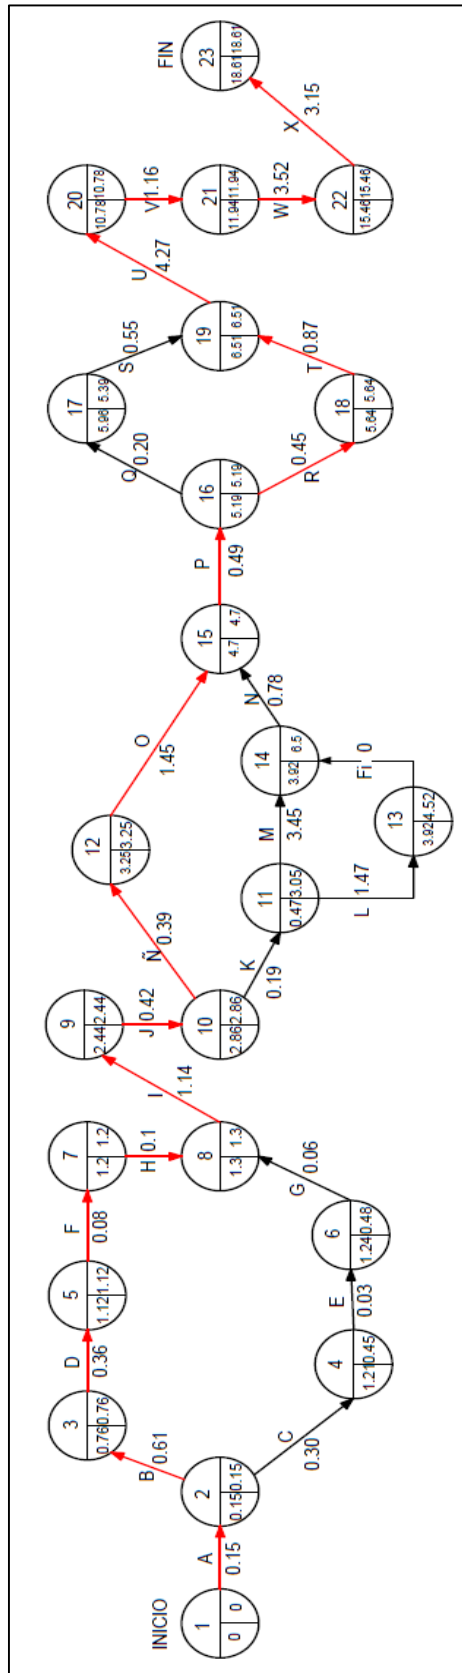 INICIO
1
0 0
A
0.15
2
0.15 0.15
B
0.61
C
0.30
3
0.76 0.76
D
0.36
4
1.21 0.45
E
0.03
5
1.12 1.12
F
0.08
6
1.24 0.48
G
0.06
7
1.2 1.2
H
0.1
8
1.3 1.3
I
1.14
9
2.44 2.44
J
0.42
10
2.86 2.86
Ñ
0.39
K
0.19
11
0.47 3.05
M
3.45
L
1.47
12
3.25 3.25
O
1.45
13
3.92 4.52
Fi 0
14
3.92 6.5
N
0.78
15
4.7 4.7
P
0.49
16
5.19 5.19
Q
0.20
R
0.45
17
5.96 5.39
S
0.55
18
5.64 5.64
T
0.87
19
6.51 6.51
U
4.27
20
10.78 10.78
V
1.16
21
11.94 11.94
W
3.52
22
15.46 15.46
X
3.15
FIN
23
18.61 18.61